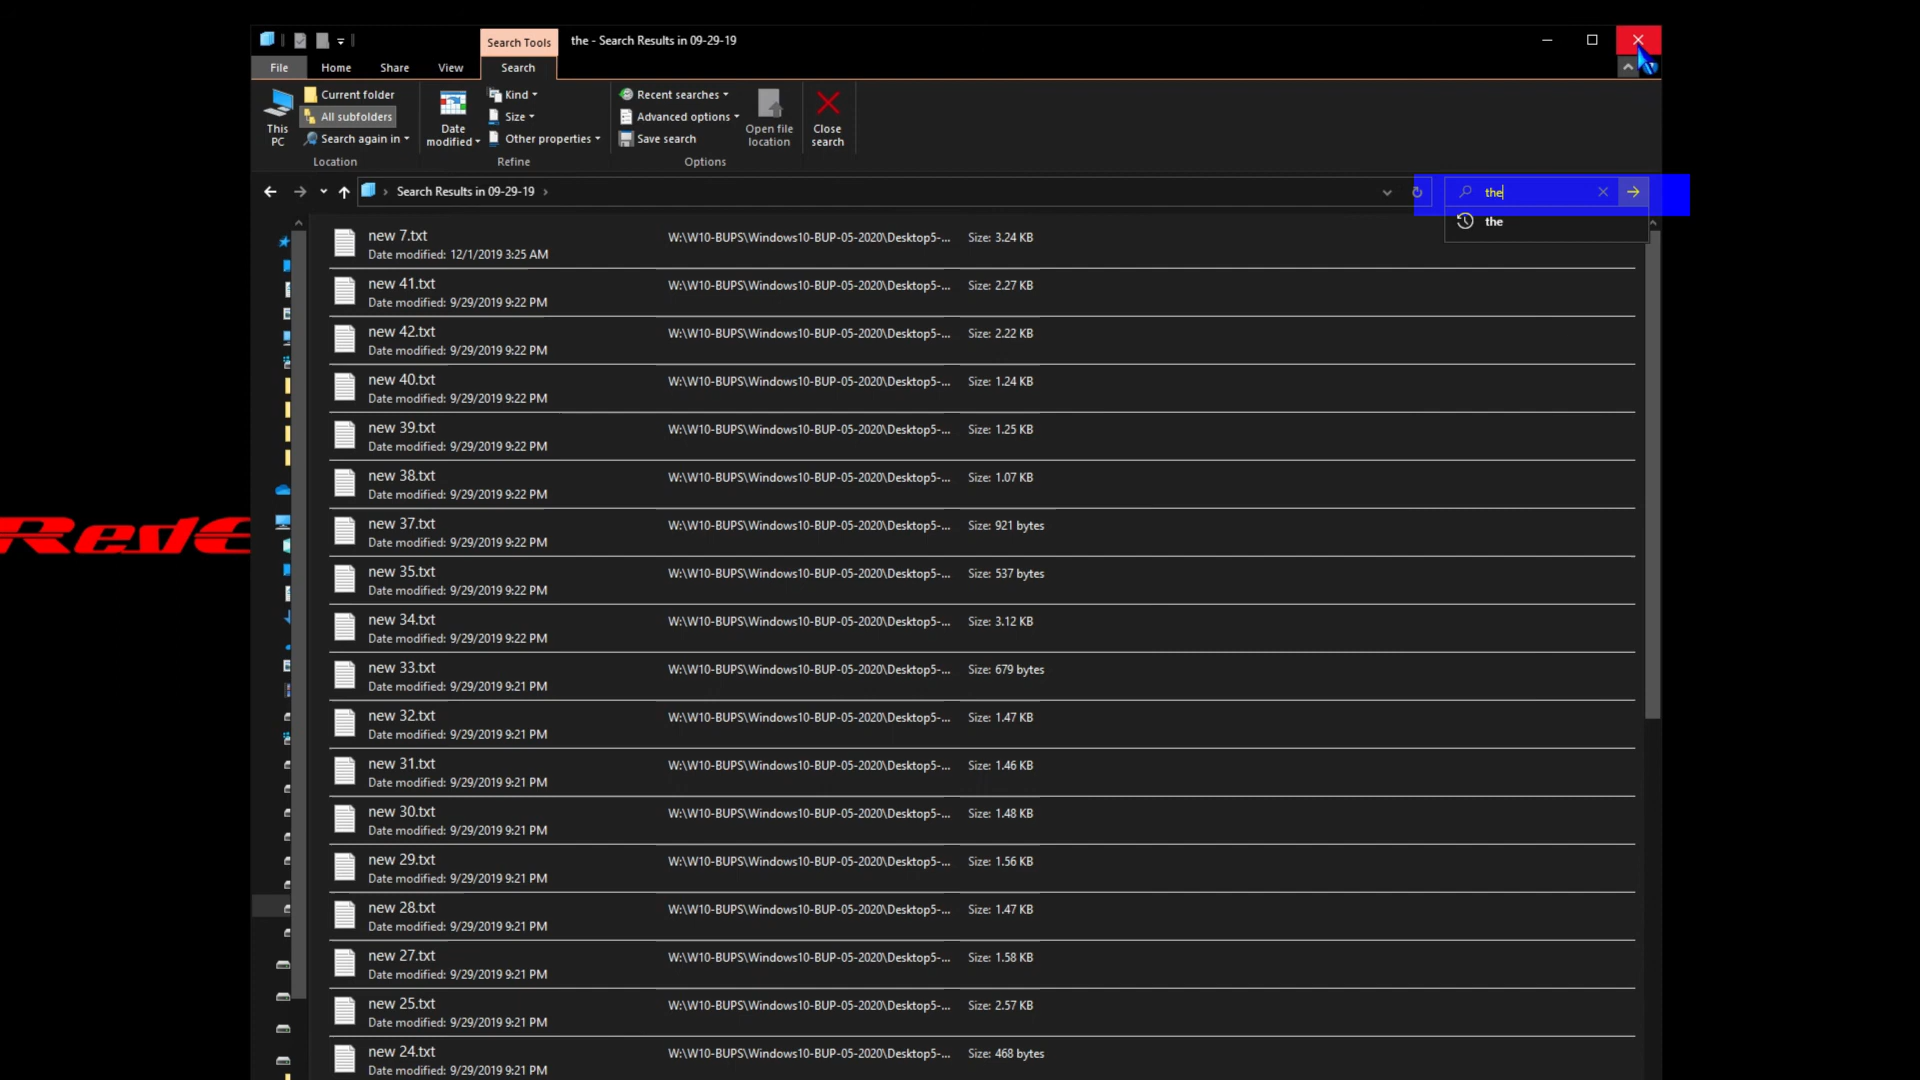 Search Tools
the - Search Results in 09-29-19
File
Home
Share
View
Search
This PC
Current folder
All subfolders
Search again in
Location
Date modified
Kind
Size
Other properties
Refine
Recent searches
Advanced options
Save search
Options
Open file location
Close search
Search Results in 09-29-19
the
the
new 7.txt W:\W10-BUPS\Windows10-BUP-05-2020\Desktop5-... Size: 3.24 KB
Date modified: 12/1/2019 3:25 AM
new 41.txt W:\W10-BUPS\Windows10-BUP-05-2020\Desktop5-... Size: 2.27 KB
Date modified: 9/29/2019 9:22 PM
new 42.txt W:\W10-BUPS\Windows10-BUP-05-2020\Desktop5-... Size: 2.22 KB
Date modified: 9/29/2019 9:22 PM
new 40.txt W:\W10-BUPS\Windows10-BUP-05-2020\Desktop5-... Size: 1.24 KB
Date modified: 9/29/2019 9:22 PM
new 39.txt W:\W10-BUPS\Windows10-BUP-05-2020\Desktop5-... Size: 1.25 KB
Date modified: 9/29/2019 9:22 PM
new 38.txt W:\W10-BUPS\Windows10-BUP-05-2020\Desktop5-... Size: 1.07 KB
Date modified: 9/29/2019 9:22 PM
new 37.txt W:\W10-BUPS\Windows10-BUP-05-2020\Desktop5-... Size: 921 bytes
Date modified: 9/29/2019 9:22 PM
new 35.txt W:\W10-BUPS\Windows10-BUP-05-2020\Desktop5-... Size: 537 bytes
Date modified: 9/29/2019 9:22 PM
new 34.txt W:\W10-BUPS\Windows10-BUP-05-2020\Desktop5-... Size: 3.12 KB
Date modified: 9/29/2019 9:22 PM
new 33.txt W:\W10-BUPS\Windows10-BUP-05-2020\Desktop5-... Size: 679 bytes
Date modified: 9/29/2019 9:21 PM
new 32.txt W:\W10-BUPS\Windows10-BUP-05-2020\Desktop5-... Size: 1.47 KB
Date modified: 9/29/2019 9:21 PM
new 31.txt W:\W10-BUPS\Windows10-BUP-05-2020\Desktop5-... Size: 1.46 KB
Date modified: 9/29/2019 9:21 PM
new 30.txt W:\W10-BUPS\Windows10-BUP-05-2020\Desktop5-... Size: 1.48 KB
Date modified: 9/29/2019 9:21 PM
new 29.txt W:\W10-BUPS\Windows10-BUP-05-2020\Desktop5-... Size: 1.56 KB
Date modified: 9/29/2019 9:21 PM
new 28.txt W:\W10-BUPS\Windows10-BUP-05-2020\Desktop5-... Size: 1.47 KB
Date modified: 9/29/2019 9:21 PM
new 27.txt W:\W10-BUPS\Windows10-BUP-05-2020\Desktop5-... Size: 1.58 KB
Date modified: 9/29/2019 9:21 PM
new 25.txt W:\W10-BUPS\Windows10-BUP-05-2020\Desktop5-... Size: 2.57 KB
Date modified: 9/29/2019 9:21 PM
new 24.txt W:\W10-BUPS\Windows10-BUP-05-2020\Desktop5-... Size: 468 bytes
Date modified: 9/29/2019 9:21 PM